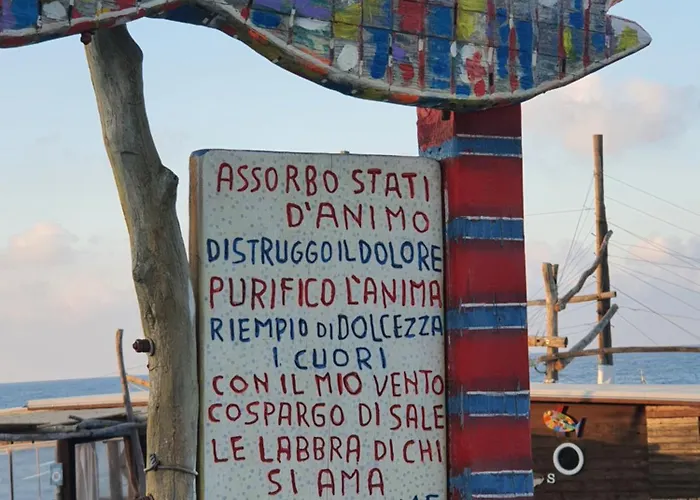 ASSORBO STATI
D'ANIMO
DISTRUGGO IL DOLORE
PURIFICO L'ANIMA
RIEMPIO DI DOLCEZZA
I CUORI
CON IL MIO VENTO
COSPARGO DI SALE
LE LABBRA DI CHI
SI AMA